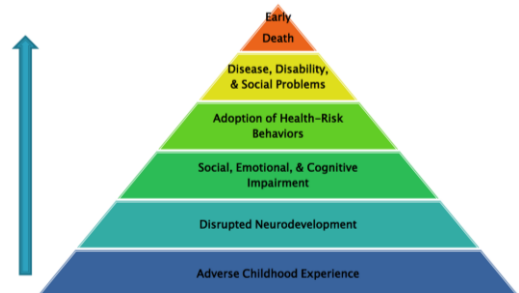 Early
Death
Disease, Disability,
& Social Problems
Adoption of Health-Risk
Behaviors
Social, Emotional, & Cognitive
Impairment
Disrupted Neurodevelopment
Adverse Childhood Experience